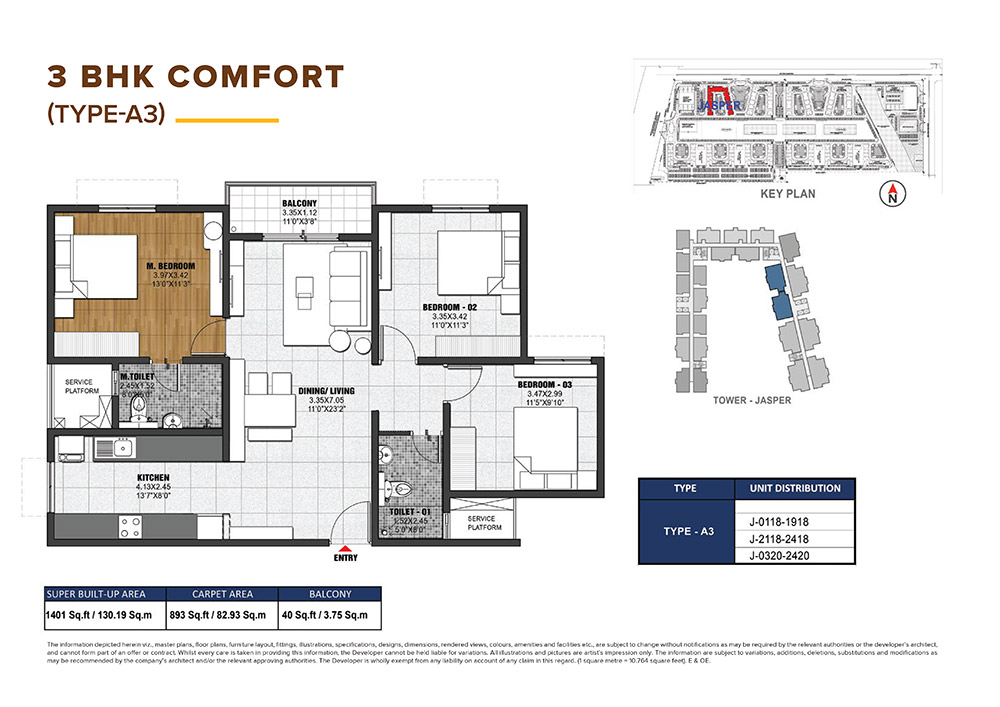 3 BHK COMFORT
(TYPE-A3)
JASPER
KEY PLAN
N
BALCONY
3.35X1.12
11'0"X3'8"
M. BEDROOM
3.97X3.42
13'0"X11'3"
BEDROOM - 02
3.35X3.42
11'0"X11'3"
M.TOILET
2.45X1.52
8'0"X5'0"
SERVICE
PLATFORM
DINING/ LIVING
3.35X7.05
11'0"X23'2"
BEDROOM - 03
3.47X2.99
11'5"X9'10"
KITCHEN
4.13X2.45
13'7"X8'0"
TOILET - 01
1.52X2.45
5'0"X8'0"
SERVICE
PLATFORM
ENTRY
TOWER - JASPER
TYPE UNIT DISTRIBUTION
TYPE - A3
J-0118-1918
J-2118-2418
J-0320-2420
SUPER BUILT-UP AREA CARPET AREA BALCONY
1401 Sq.ft / 130.19 Sq.m 893 Sq.ft / 82.93 Sq.m 40 Sq.ft / 3.75 Sq.m
The information depicted herein viz., master plans, floor plans, furniture layout, fittings, illustrations, specifications, designs, dimensions, rendered views, colours, amenities and facilities etc., are subject to change without notifications as may be required by the relevant authorities or the developer's architect,
and cannot form part of an offer or contract. Whilst every care is taken in providing this information, the Developer cannot be held liable for variations. All illustrations and pictures are artist's impression only. The information are subject to variations, additions, deletions, substitutions and modifications as
may be recommended by the company's architect and/or the relevant approving authorities. The Developer is wholly exempt from any liability on account of any claim in this regard. (1 square metre = 10.764 square feet). E & OE.